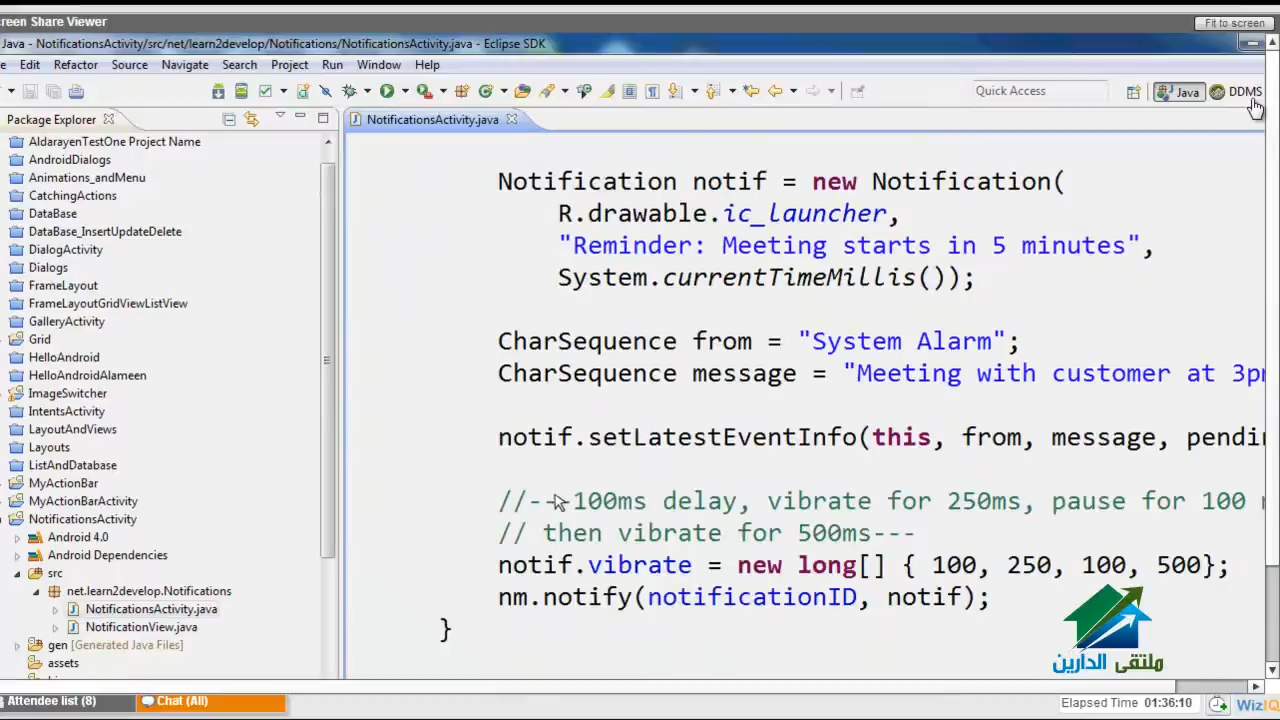 creen Share Viewer
Fit to screen
Java - NotificationsActivity/src/net/learn2develop/Notifications/NotificationsActivity.java - Eclipse SDK
e Edit Refactor Source Navigate Search Project Run Window Help
Quick Access
Java
DDMS
Package Explorer
NotificationsActivity.java
AldarayenTestOne Project Name
AndroidDialogs
Animations_andMenu
CatchingActions
DataBase
DataBase_InsertUpdateDelete
DialogActivity
Dialogs
FrameLayout
FrameLayoutGridViewListView
GalleryActivity
Grid
HelloAndroid
HelloAndroidAlameen
ImageSwitcher
IntentsActivity
LayoutAndViews
Layouts
ListAndDatabase
MyActionBar
MyActionBarActivity
NotificationsActivity
Android 4.0
Android Dependencies
src
net.learn2develop.Notifications
NotificationsActivity.java
NotificationView.java
gen [Generated Java Files]
assets
Notification notif = new Notification(
R.drawable.ic_launcher,
"Reminder: Meeting starts in 5 minutes",
System.currentTimeMillis());
CharSequence from = "System Alarm";
CharSequence message = "Meeting with customer at 3pm
notif.setLatestEventInfo(this, from, message, pendin
//---100ms delay, vibrate for 250ms, pause for 100 m
// then vibrate for 500ms---
notif.vibrate = new long[] { 100, 250, 100, 500};
nm.notify(notificationID, notif);
}
ملتقى الدارين
Attendee list (8)
Chat (All)
Elapsed Time 01:36:10
WizIQ